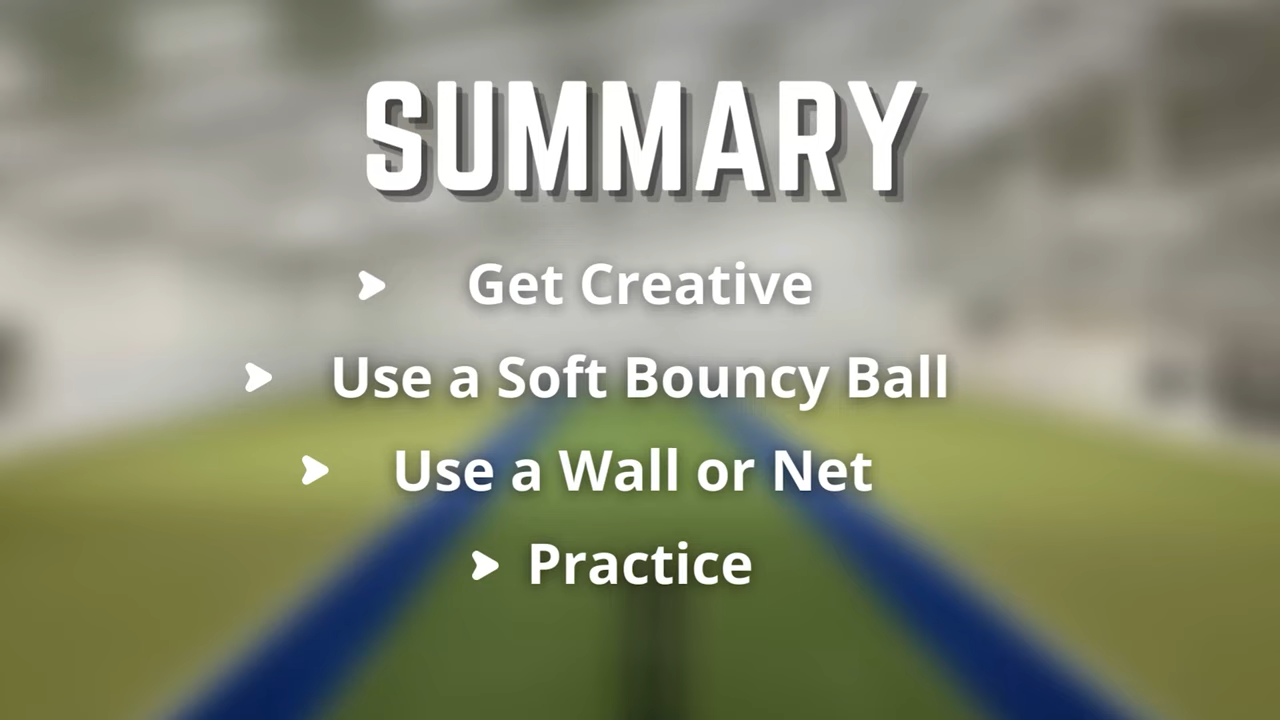 SUMMARY
Get Creative
Use a Soft Bouncy Ball
Use a Wall or Net
Practice